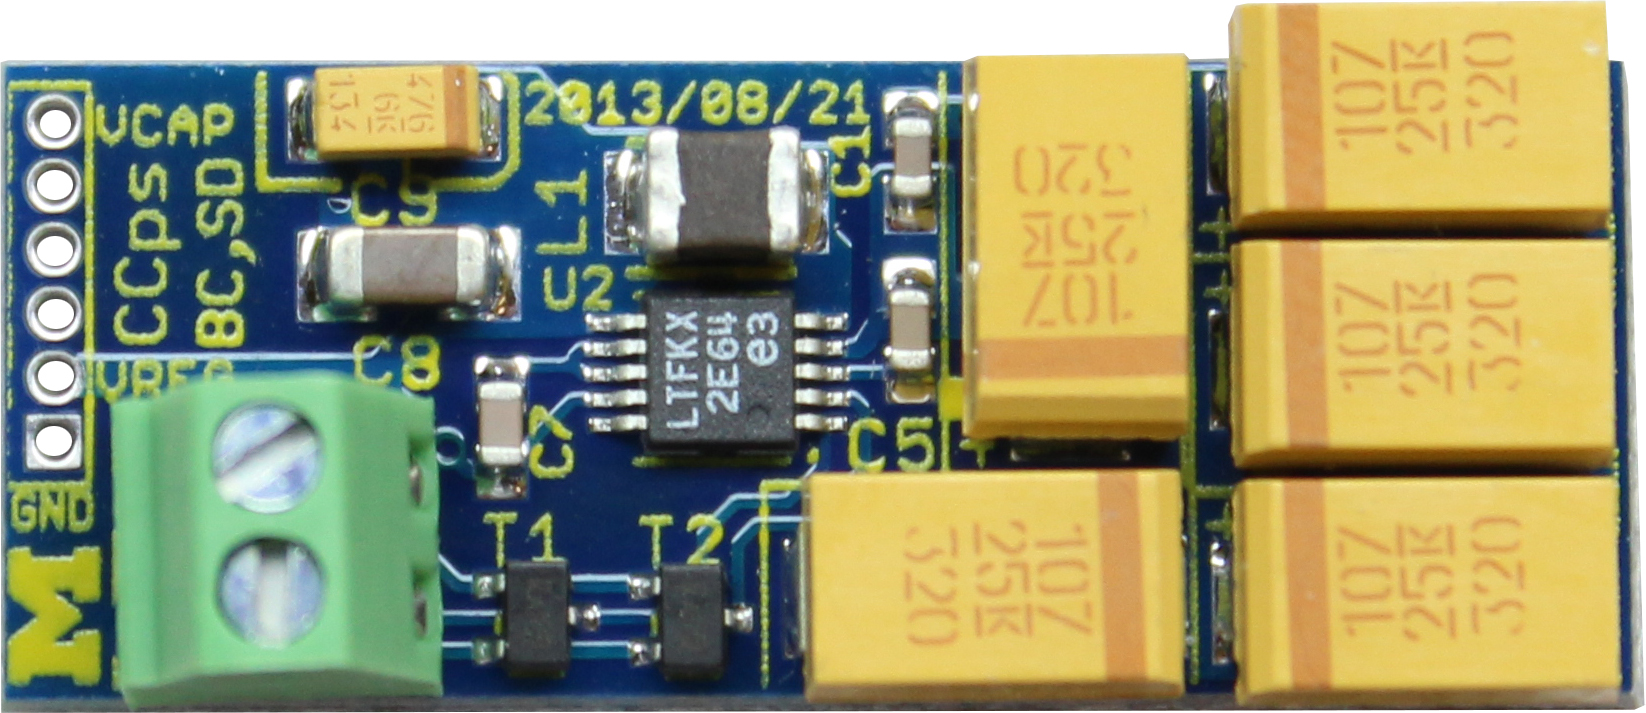 VCAP
CCps
BC,SD
GND
M
476
6K
134
C9
C8
2013/08/21
L1
U2
C1
C7
C5
T1
T2
LTFKX
2E64
e3
+
107
25K
320
107
25K
320
+
107
25K
320
+
107
25K
320
+
107
25K
320